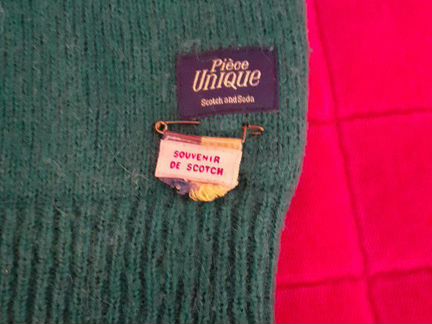 Pièce
UNIQUE
Scotch and Soda
SOUVENIR
DE SCOTCH